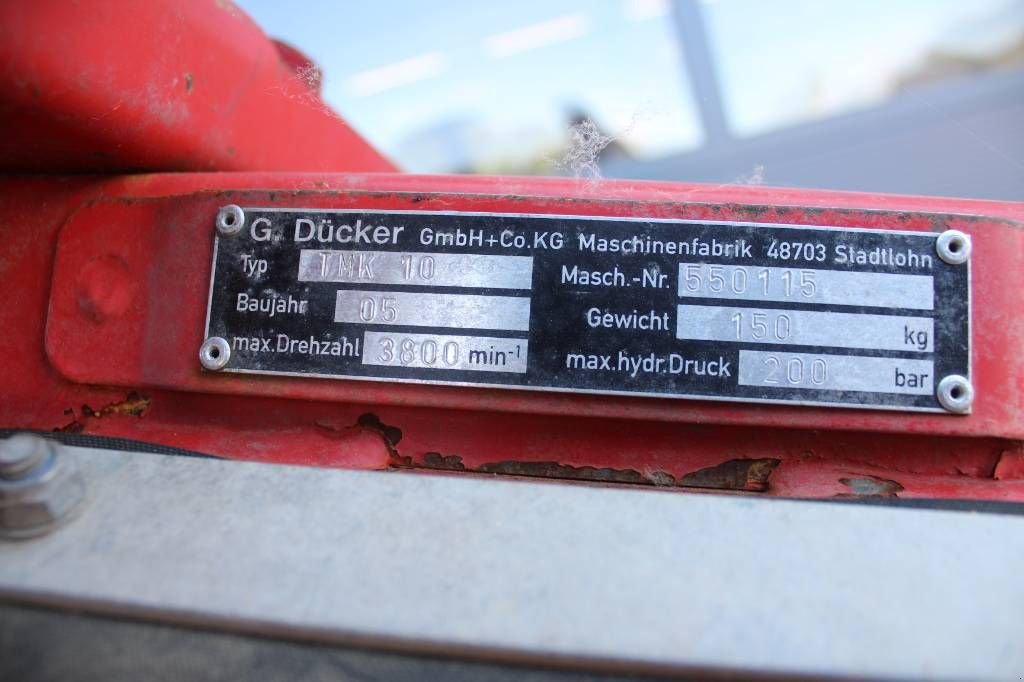 G. Dücker GmbH+Co.KG Maschinenfabrik 48703 Stadtlohn
Typ TMK 10 Masch.-Nr. 550115
Baujahr 05 Gewicht 150 kg
max.Drehzahl 3800 min⁻¹ max.hydr.Druck 200 bar